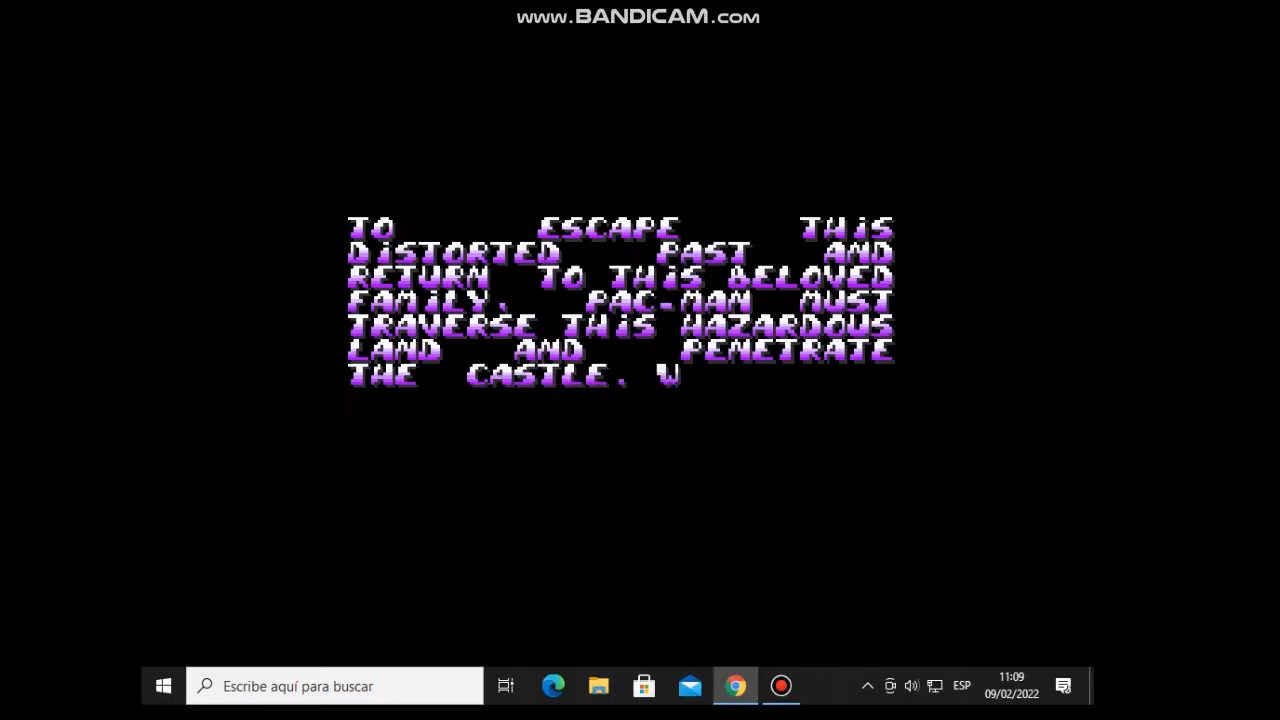 www.BANDICAM.com
TO ESCAPE THIS
DISTORTED PAST AND
RETURN TO THIS BELOVED
FAMILY. PAC-MAN MUST
TRAVERSE THIS HAZARDOUS
LAND AND PENETRATE
THE CASTLE. W
Escribe aquí para buscar
ESP
11:09
09/02/2022